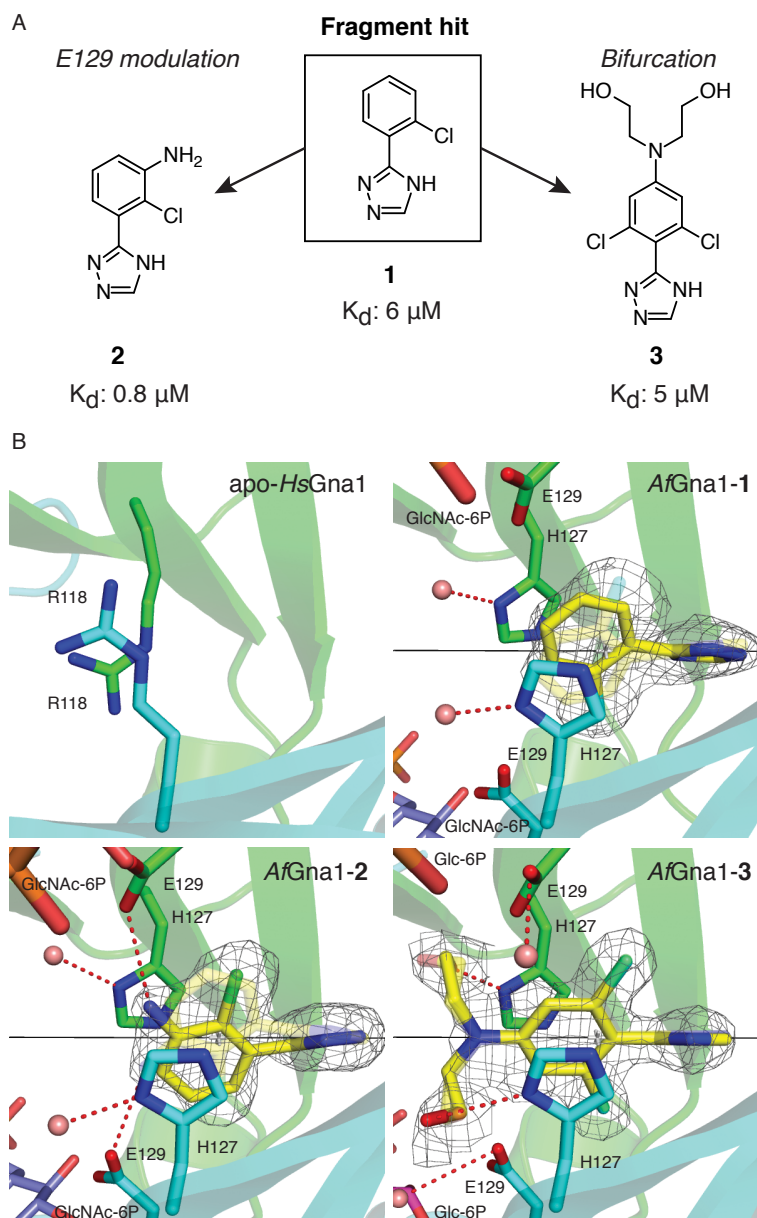 A
Fragment hit
E129 modulation
Bifurcation
HO
OH
N
NH2
Cl
Cl
Cl
Cl
N
NH
N
N
NH
N
N
NH
N
1
Kd: 6 µM
2
Kd: 0.8 µM
3
Kd: 5 µM
B
apo-HsGna1
R118
R118
AfGna1-1
E129
GlcNAc-6P
H127
E129
H127
GlcNAc-6P
AfGna1-2
GlcNAc-6P
E129
H127
H127
E129
GlcNAc-6P
AfGna1-3
Glc-6P
E129
H127
H127
E129
Glc-6P